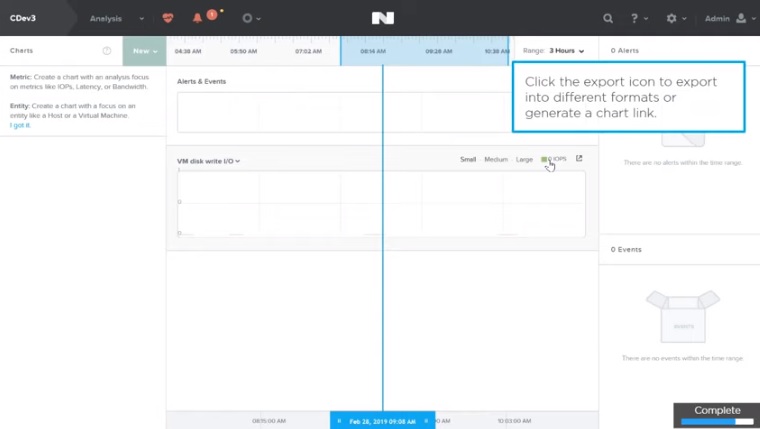 CDev3
Analysis
1
?
Admin
Charts
?
New
04:38 AM 05:50 AM 07:02 AM 08:14 AM 09:26 AM 10:38 AM
Range: 3 Hours
0 Alerts
Metric: Create a chart with an analysis focus
on metrics like IOPs, Latency, or Bandwidth.
Entity: Create a chart with a focus on an
entity like a Host or a Virtual Machine.
I got it.
Alerts & Events
Click the export icon to export
into different formats or
generate a chart link.
There are no alerts within the time range.
VM disk write I/O
Small Medium Large 0 IOPS
1
0
0
0 Events
There are no events within the time range.
Feb 28, 2019 09:08 AM
10:03:00 AM
Complete